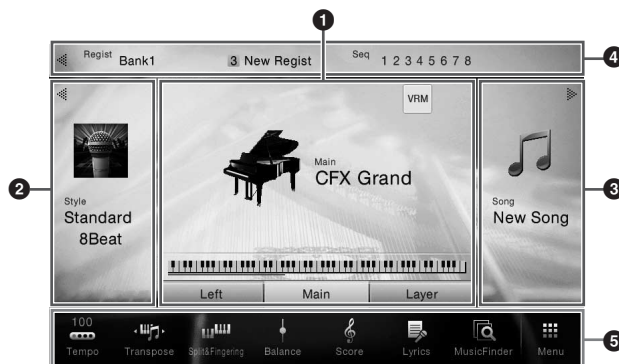 1
Regist Bank1 3 New Regist Seq 1 2 3 4 5 6 7 8 4
VRM
2
Style
Standard
8Beat
Main
CFX Grand
Song
New Song
3
Left Main Layer
100
Tempo Transpose Split&Fingering Balance Score Lyrics MusicFinder Menu
5